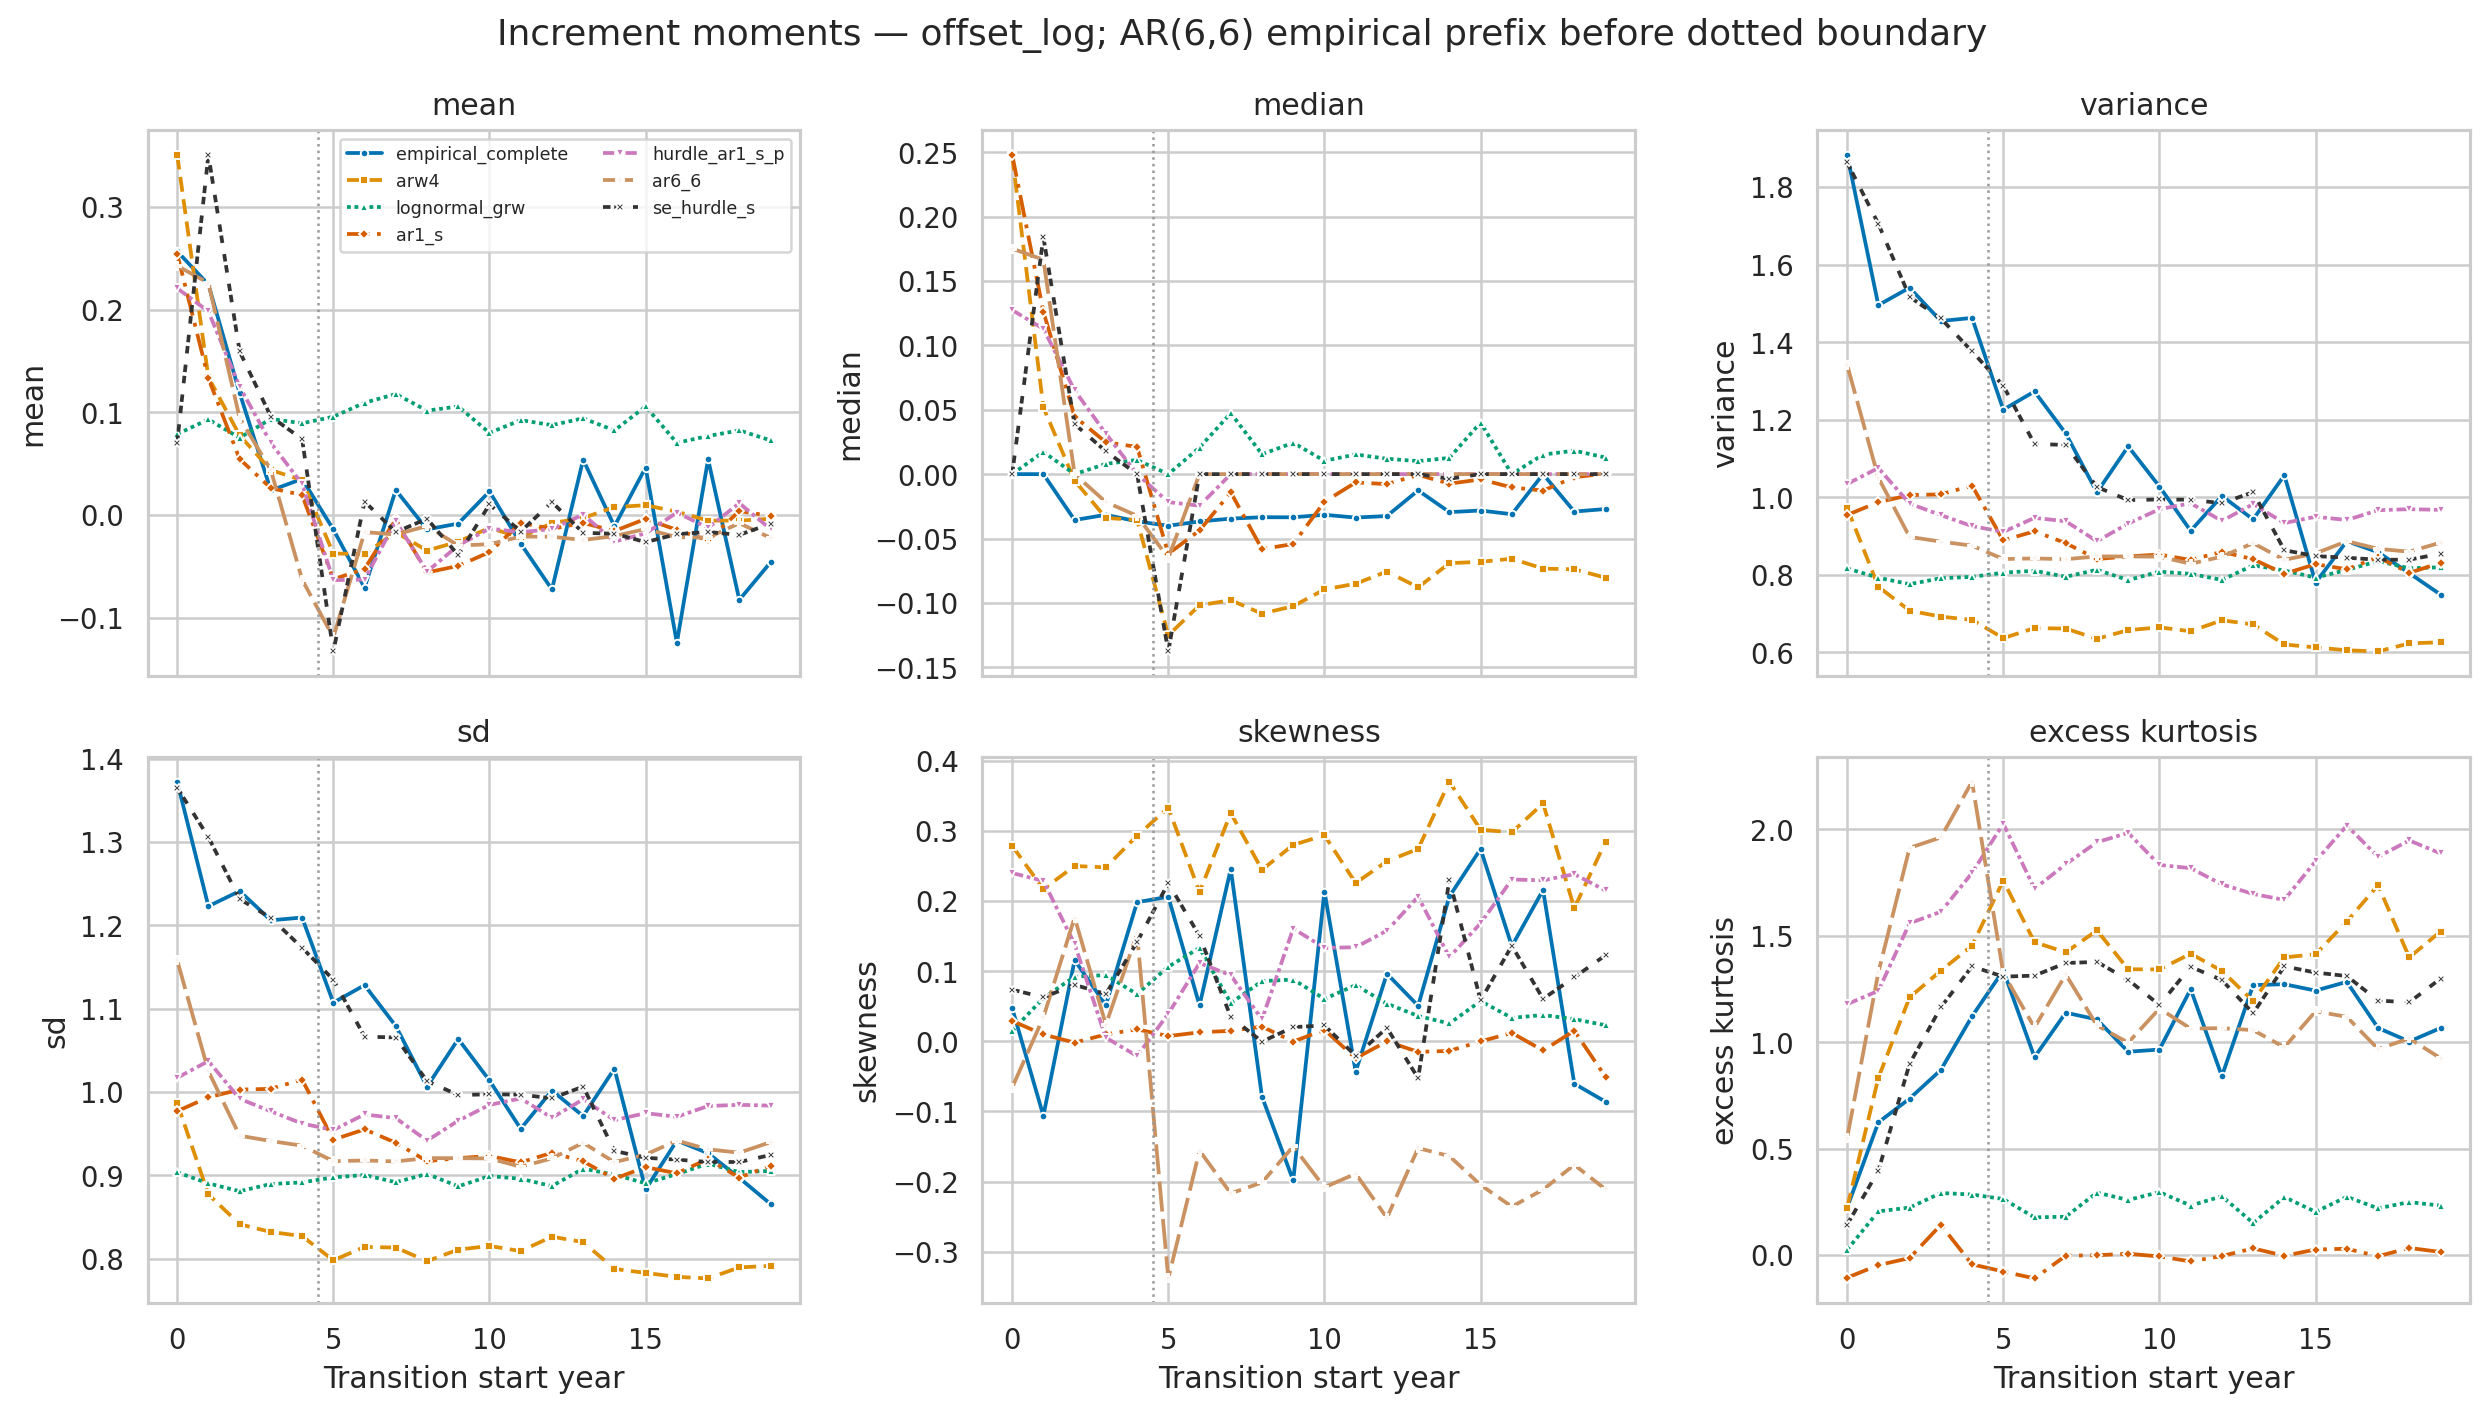 Increment moments — offset_log; AR(6,6) empirical prefix before dotted boundary
mean
mean
0.3
0.2
0.1
0.0
−0.1
empirical_complete
arw4
lognormal_grw
ar1_s
hurdle_ar1_s_p
ar6_6
se_hurdle_s
median
median
0.25
0.20
0.15
0.10
0.05
0.00
−0.05
−0.10
−0.15
variance
variance
1.8
1.6
1.4
1.2
1.0
0.8
0.6
sd
sd
1.4
1.3
1.2
1.1
1.0
0.9
0.8
0
5
10
15
Transition start year
skewness
skewness
0.4
0.3
0.2
0.1
0.0
−0.1
−0.2
−0.3
0
5
10
15
Transition start year
excess kurtosis
excess kurtosis
2.0
1.5
1.0
0.5
0.0
0
5
10
15
Transition start year